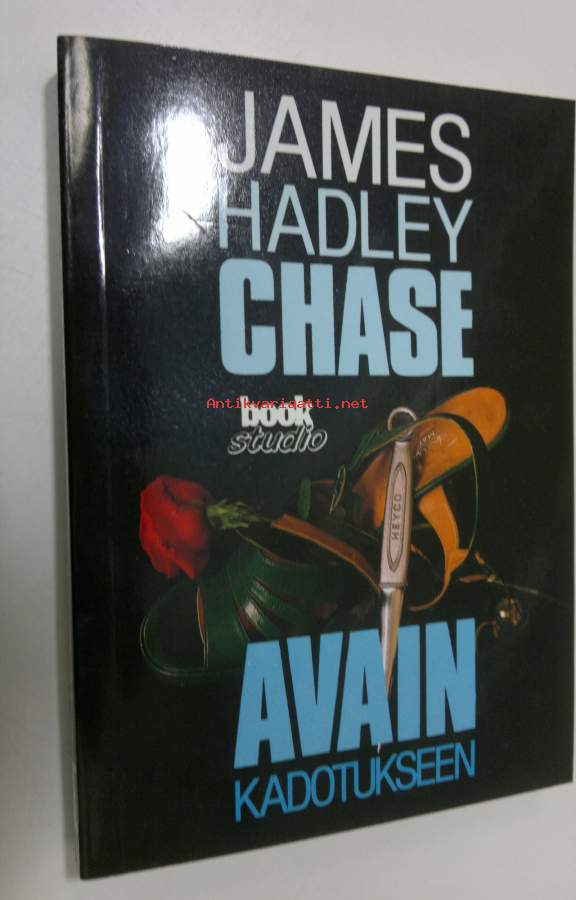 JAMES
HADLEY
CHASE
Antikvariaatti.net
book
studio
HEYCO
AVAIN
KADOTUKSEEN